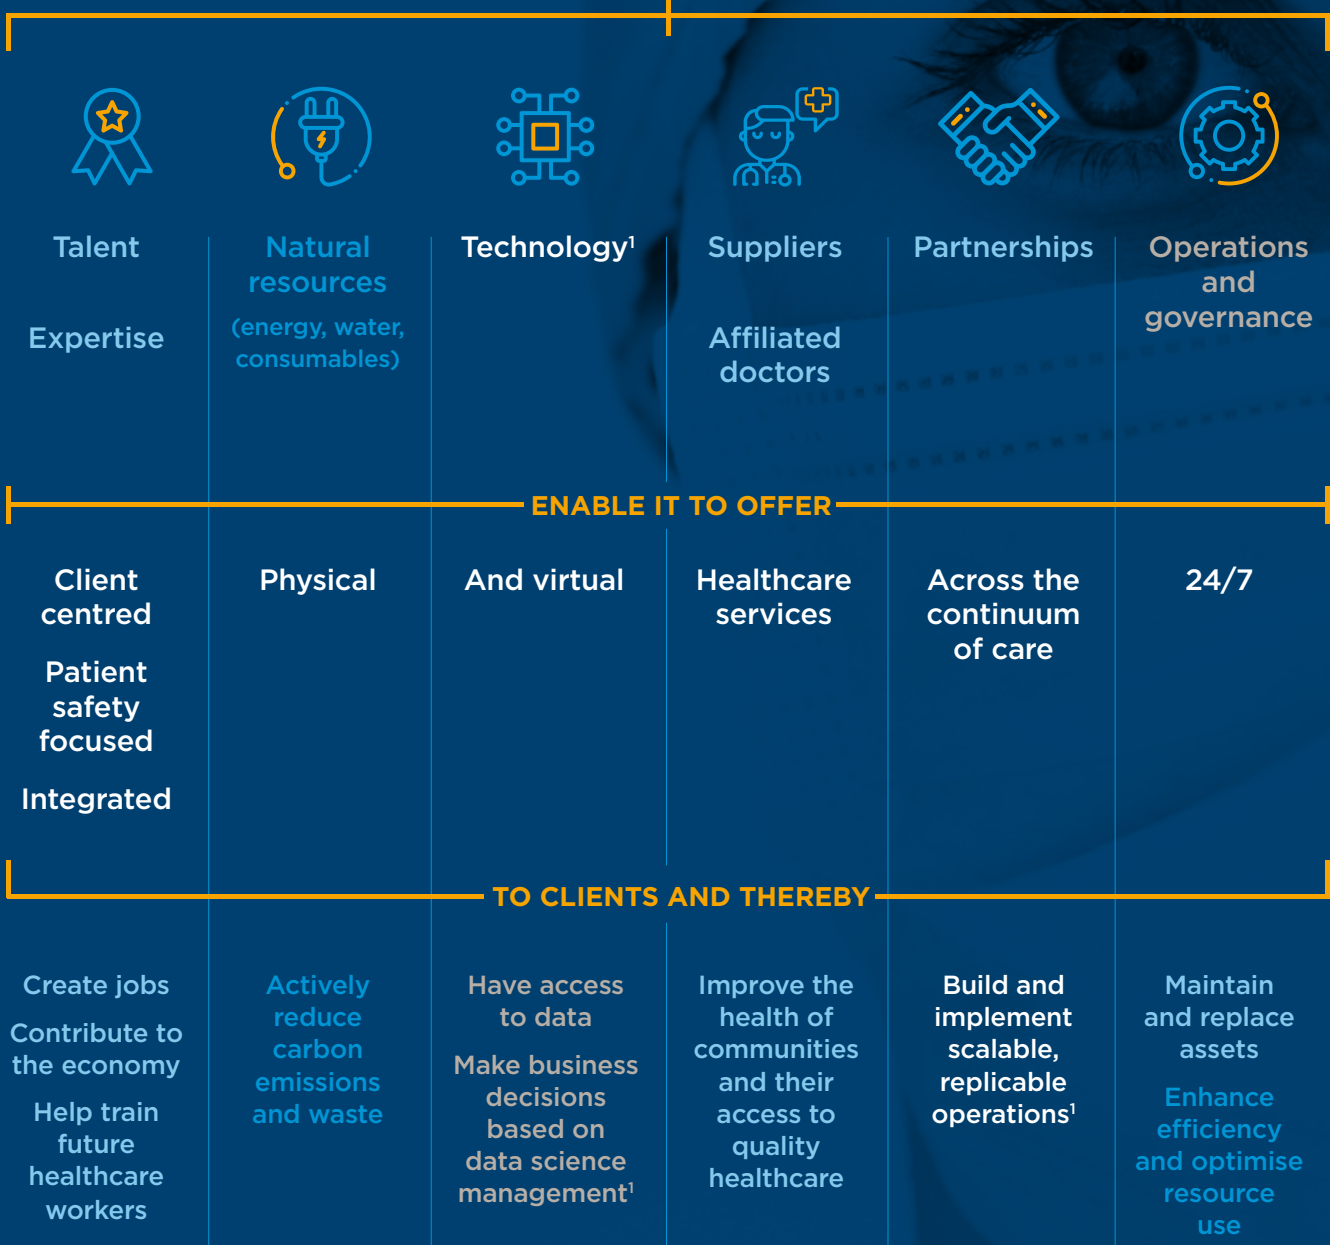 Talent
Expertise
Natural
resources
(energy, water,
consumables)
Technology¹
Suppliers
Affiliated
doctors
Partnerships
Operations
and
governance
ENABLE IT TO OFFER
Client
centred
Patient
safety
focused
Integrated
Physical
And virtual
Healthcare
services
Across the
continuum
of care
24/7
TO CLIENTS AND THEREBY
Create jobs
Contribute to
the economy
Help train
future
healthcare
workers
Actively
reduce
carbon
emissions
and waste
Have access
to data
Make business
decisions
based on
data science
management¹
Improve the
health of
communities
and their
access to
quality
healthcare
Build and
implement
scalable,
replicable
operations¹
Maintain
and replace
assets
Enhance
efficiency
and optimise
resource
use